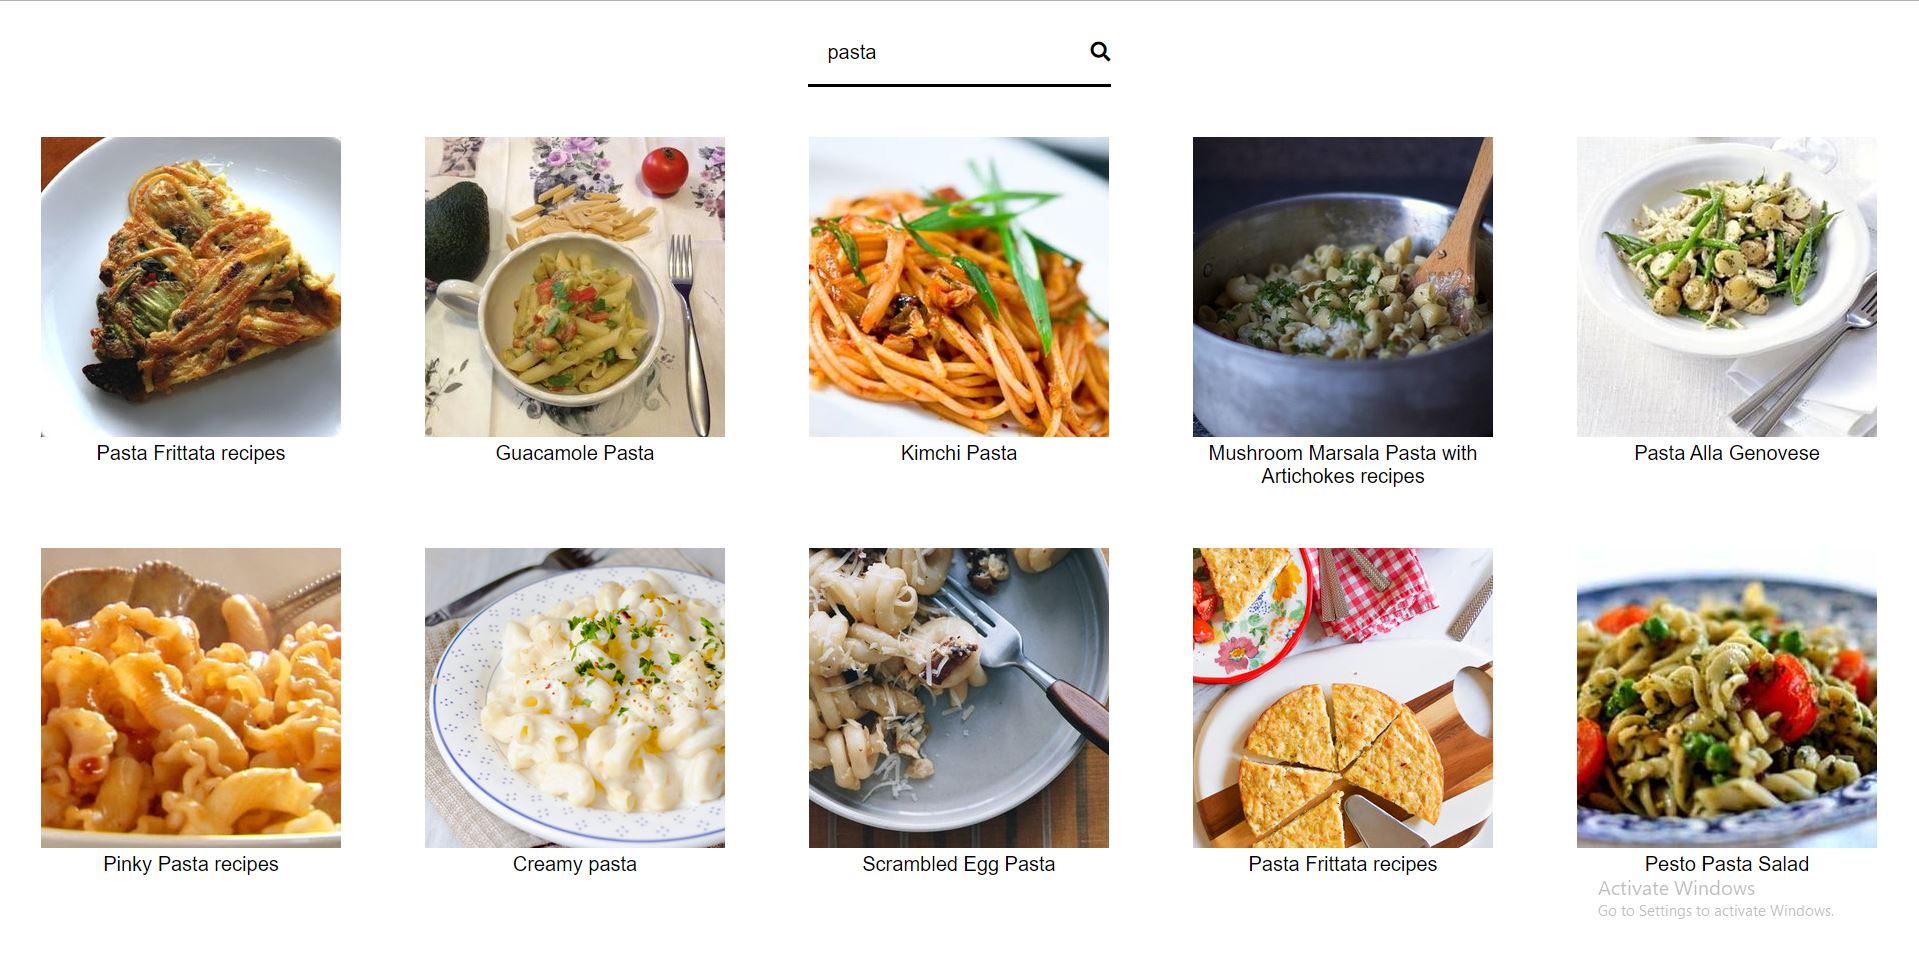 pasta
Pasta Frittata recipes
Guacamole Pasta
Kimchi Pasta
Mushroom Marsala Pasta with
Artichokes recipes
Pasta Alla Genovese
Pinky Pasta recipes
Creamy pasta
Scrambled Egg Pasta
Pasta Frittata recipes
Pesto Pasta Salad
Activate Windows
Go to Settings to activate Windows.